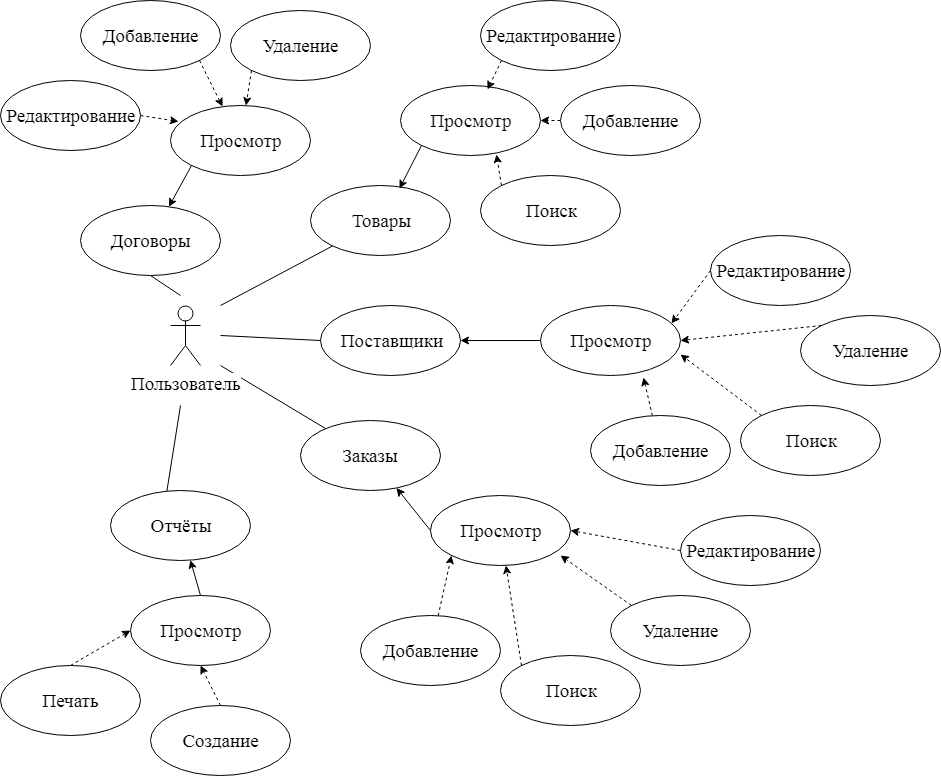 Добавление
Удаление
Редактирование
Просмотр
Договоры
Редактирование
Просмотр
Добавление
Товары
Поиск
Пользователь
Поставщики
Просмотр
Редактирование
Удаление
Добавление
Поиск
Заказы
Просмотр
Редактирование
Добавление
Удаление
Поиск
Отчёты
Просмотр
Печать
Создание